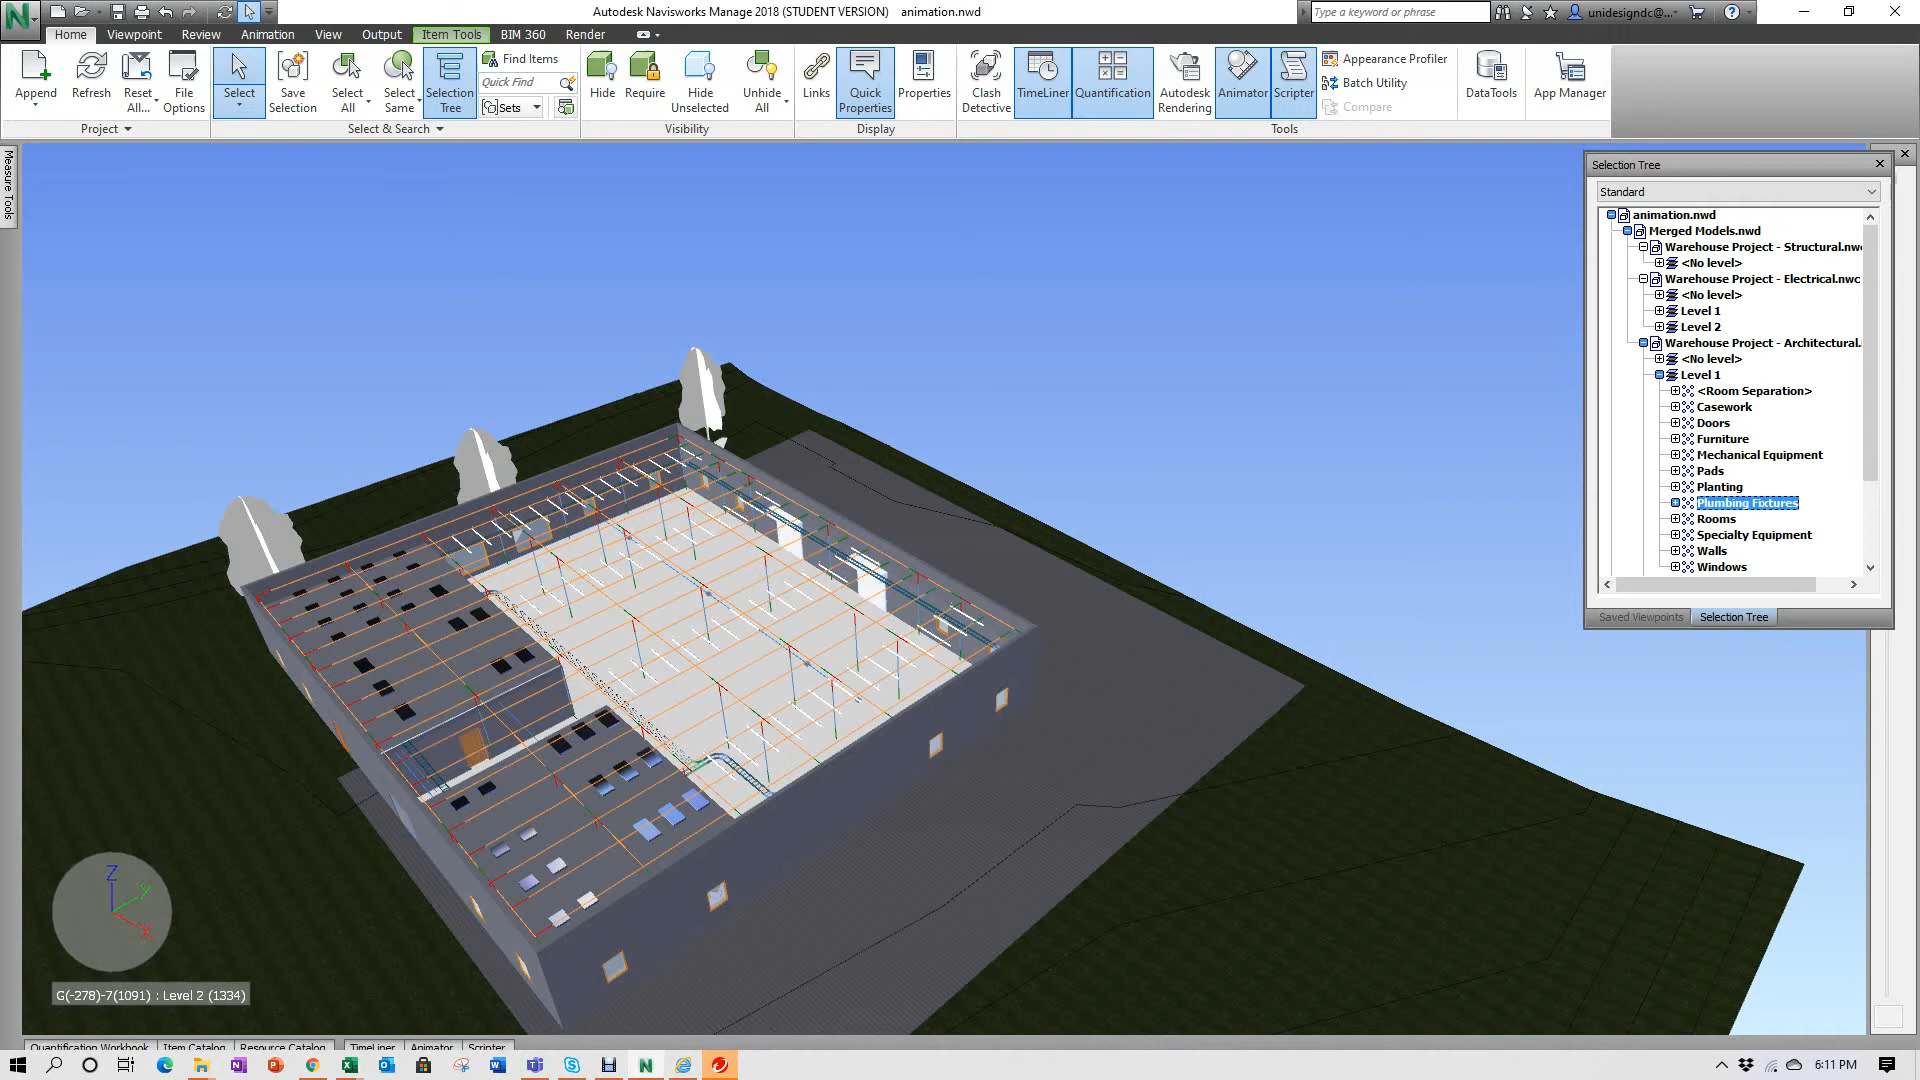 Autodesk Navisworks Manage 2018 (STUDENT VERSION) animation.nwd
Type a keyword or phrase
unidesigndc@...
Home Viewpoint Review Animation View Output Item Tools BIM 360 Render
Append
Refresh
Reset All...
File Options
Project
Select
Save Selection
Select All
Select Same
Selection Tree
Find Items
Quick Find
Sets
Select & Search
Hide
Require
Hide Unselected
Unhide All
Visibility
Links
Quick Properties
Properties
Display
Clash Detective
TimeLiner
Quantification
Autodesk Rendering
Animator
Scripter
Appearance Profiler
Batch Utility
Compare
Tools
DataTools
App Manager
Measure Tools
Selection Tree
Standard
animation.nwd
Merged Models.nwd
Warehouse Project - Structural.nwc
<No level>
Warehouse Project - Electrical.nwc
<No level>
Level 1
Level 2
Warehouse Project - Architectural.
<No level>
Level 1
<Room Separation>
Casework
Doors
Furniture
Mechanical Equipment
Pads
Planting
Plumbing Fixtures
Rooms
Specialty Equipment
Walls
Windows
Saved Viewpoints Selection Tree
Z
Y
X
G(-278)-7(1091) : Level 2 (1334)
Quantification Workbook Item Catalog Resource Catalog TimeLiner Animator Scripter
6:11 PM